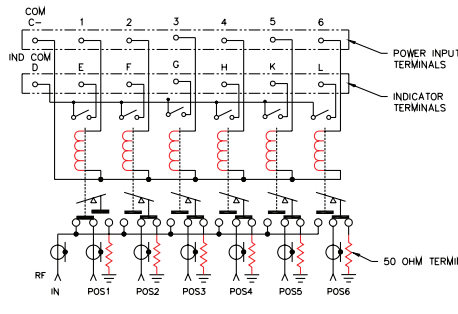 COM
C- 1 2 3 4 5 6
IND COM
D E F G H K L
POWER INPUT
TERMINALS
INDICATOR
TERMINALS
50 OHM
RF
IN POS1 POS2 POS3 POS4 POS5 POS6